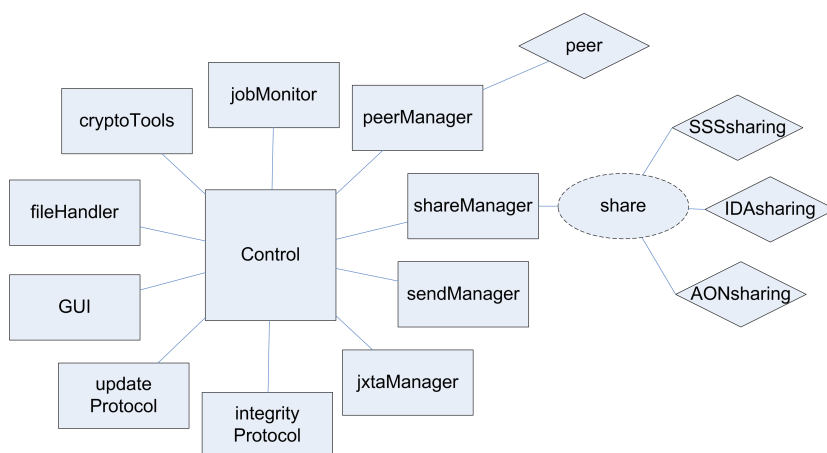 peer
jobMonitor
cryptoTools
peerManager
SSSsharing
fileHandler
shareManager
share
IDAsharing
Control
GUI
sendManager
AONsharing
update
Protocol
jxtaManager
integrity
Protocol